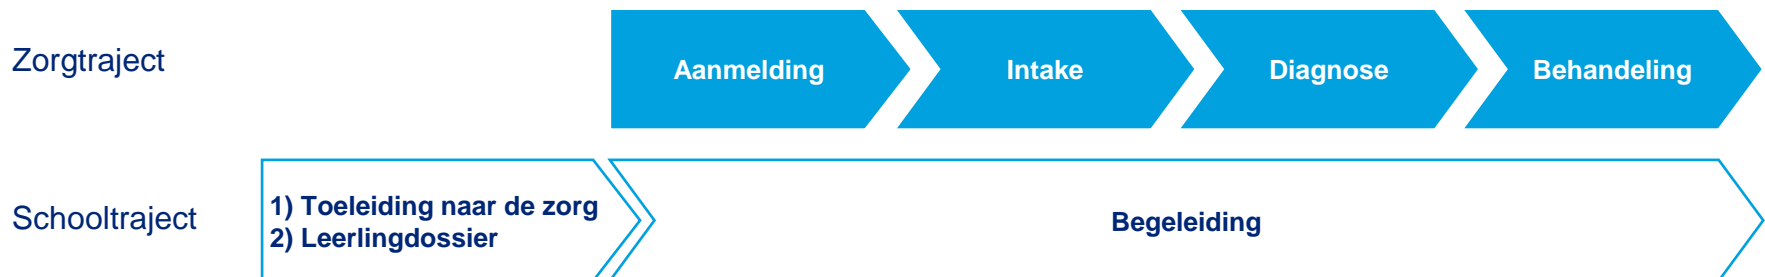 Zorgtraject
Aanmelding
Intake
Diagnose
Behandeling
Schooltraject
1) Toeleiding naar de zorg
2) Leerlingdossier
Begeleiding